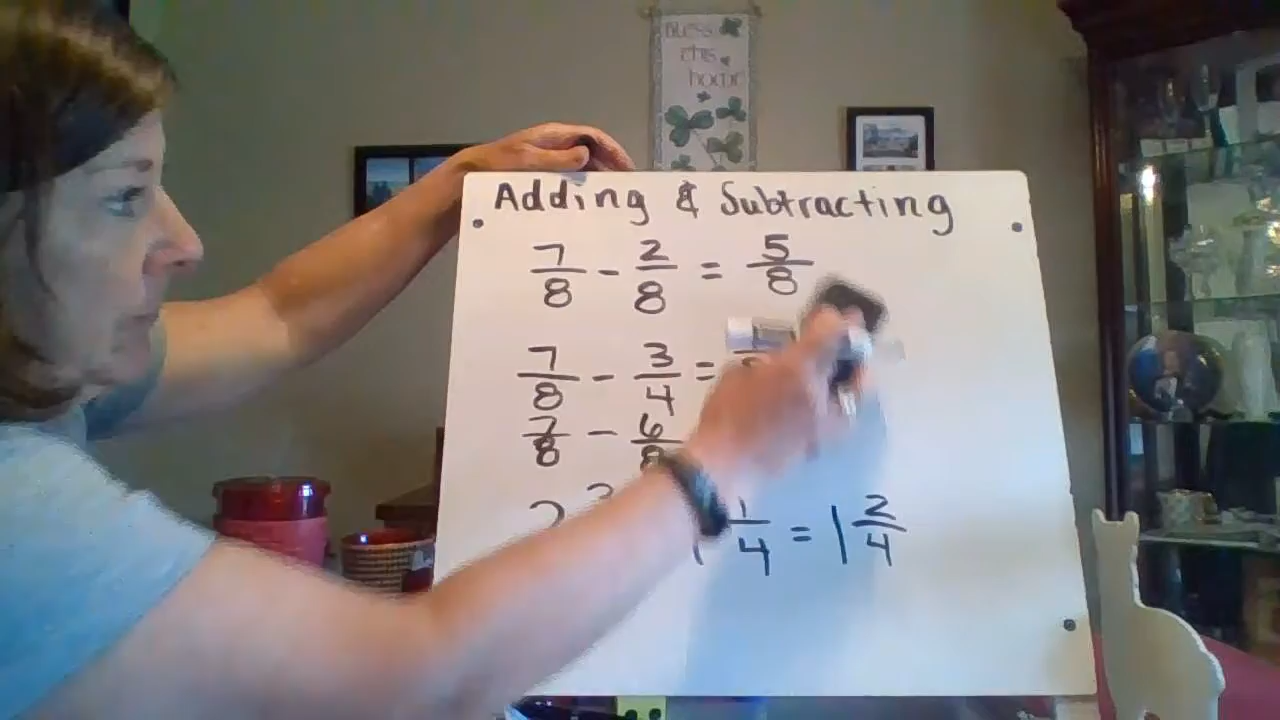 Bless
this
home
Adding & Subtracting
7/8 - 2/8 = 5/8
7/8 - 3/4 =
7/8 - 6/8
2 1/4 = 1 2/4